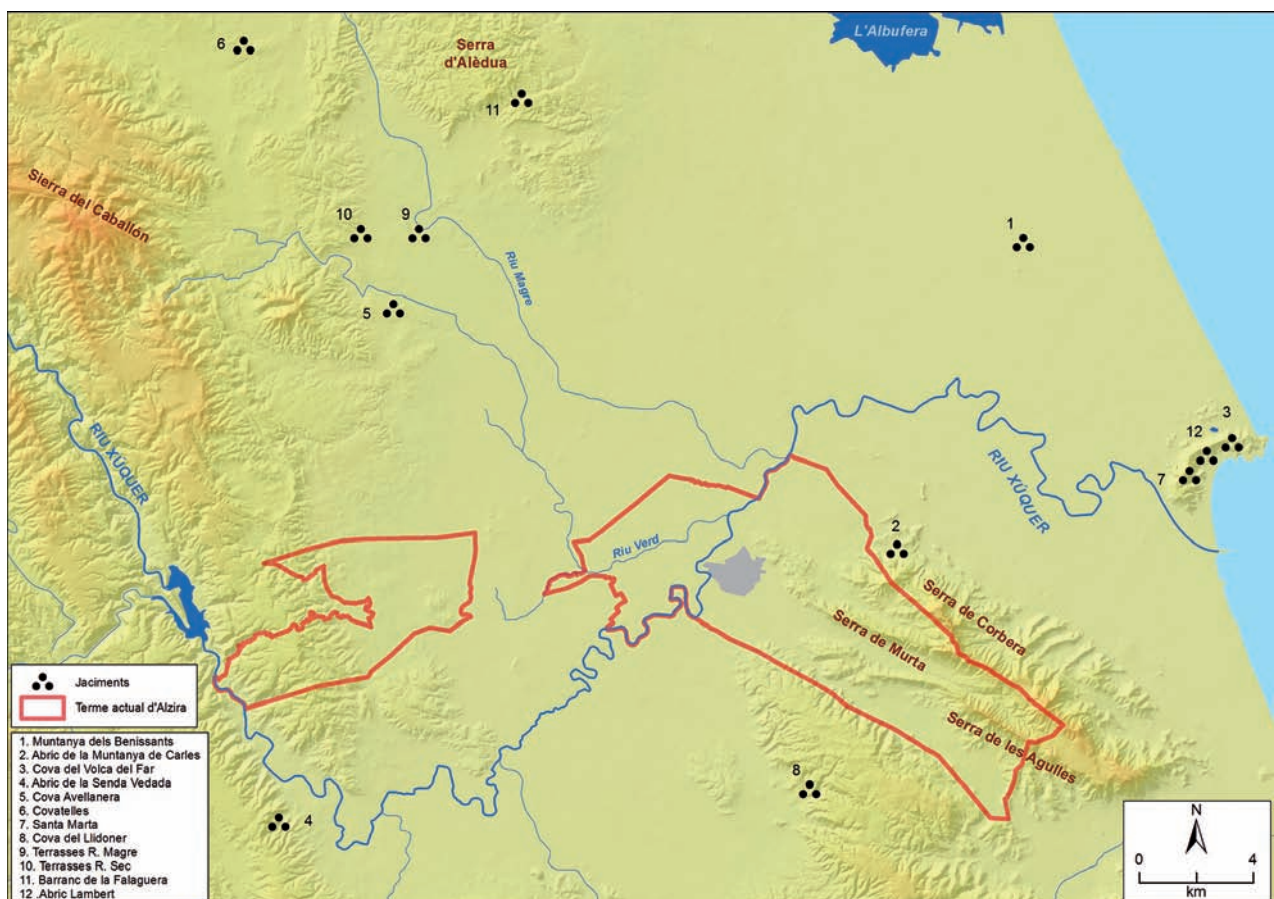 6
Serra
d'Alèdua
L'Albufera
11
Sierra del Caballón
10
9
1
Riu Magre
5
RIU XÚQUER
3
12
7
RIU XÚQUER
2
Riu Verd
Serra de Corbera
Serra de Murta
Serra de les Agulles
8
4
Jaciments
Terme actual d'Alzira
1. Muntanya dels Benissants
2. Abric de la Muntanya de Carles
3. Cova del Volca del Far
4. Abric de la Senda Vedada
5. Cova Avellanera
6. Covatelles
7. Santa Marta
8. Cova del Llidoner
9. Terrasses R. Magre
10. Terrasses R. Sec
11. Barranc de la Falaguera
12 .Abric Lambert
N
0 4
km